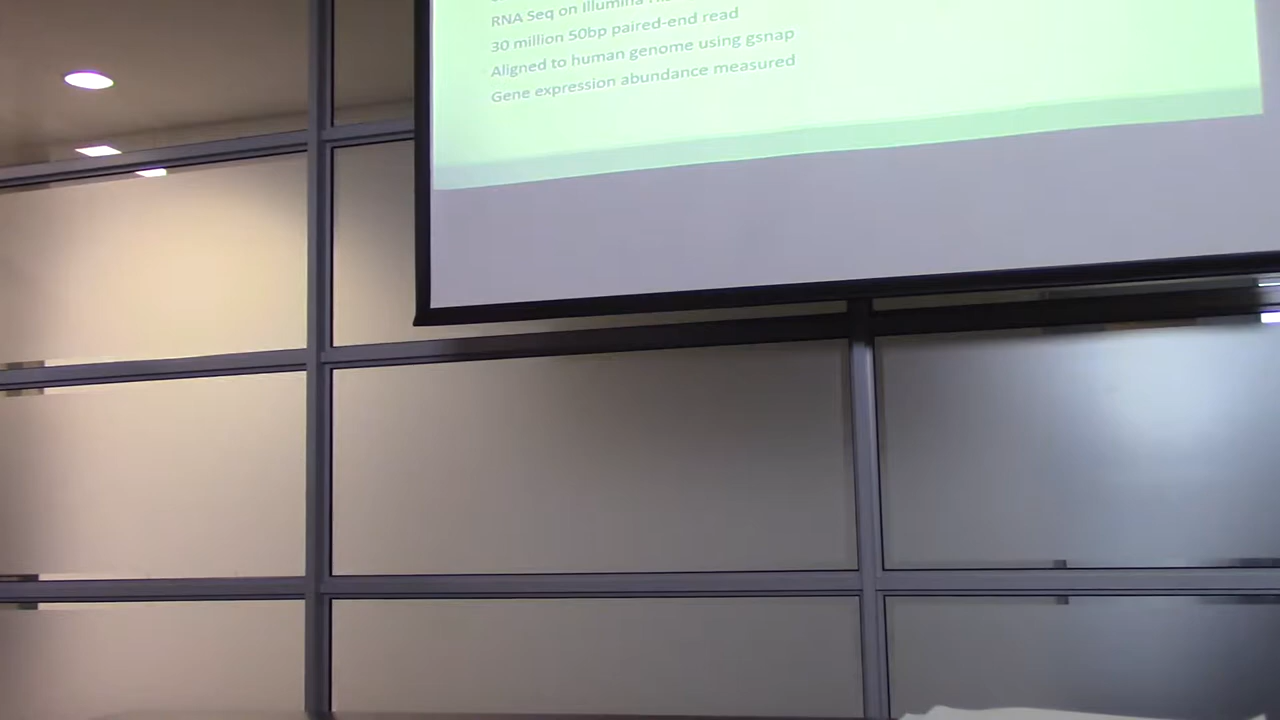 RNA Seq on Illumina
30 million 50bp paired-end read
Aligned to human genome using gsnap
Gene expression abundance measured